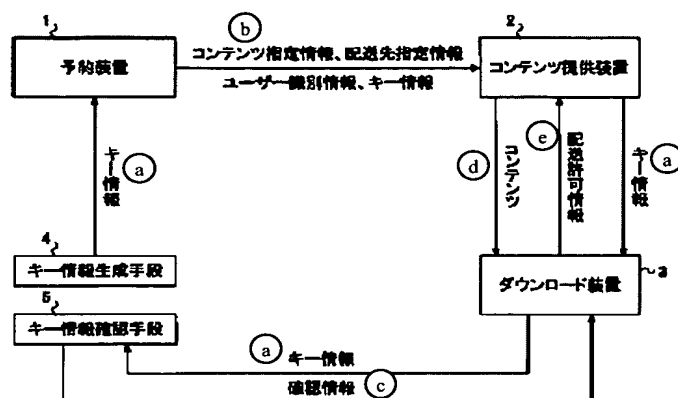 1
予約装置
b
コンテンツ指定情報、配送先指定情報
ユーザー識別情報、キー情報
2
コンテンツ提供装置
キー情報
a
d
コンテンツ
e
配送許可情報
キー情報
a
4
キー情報生成手段
5
キー情報確認手段
ダウンロード装置
3
a
キー情報
確認情報
c